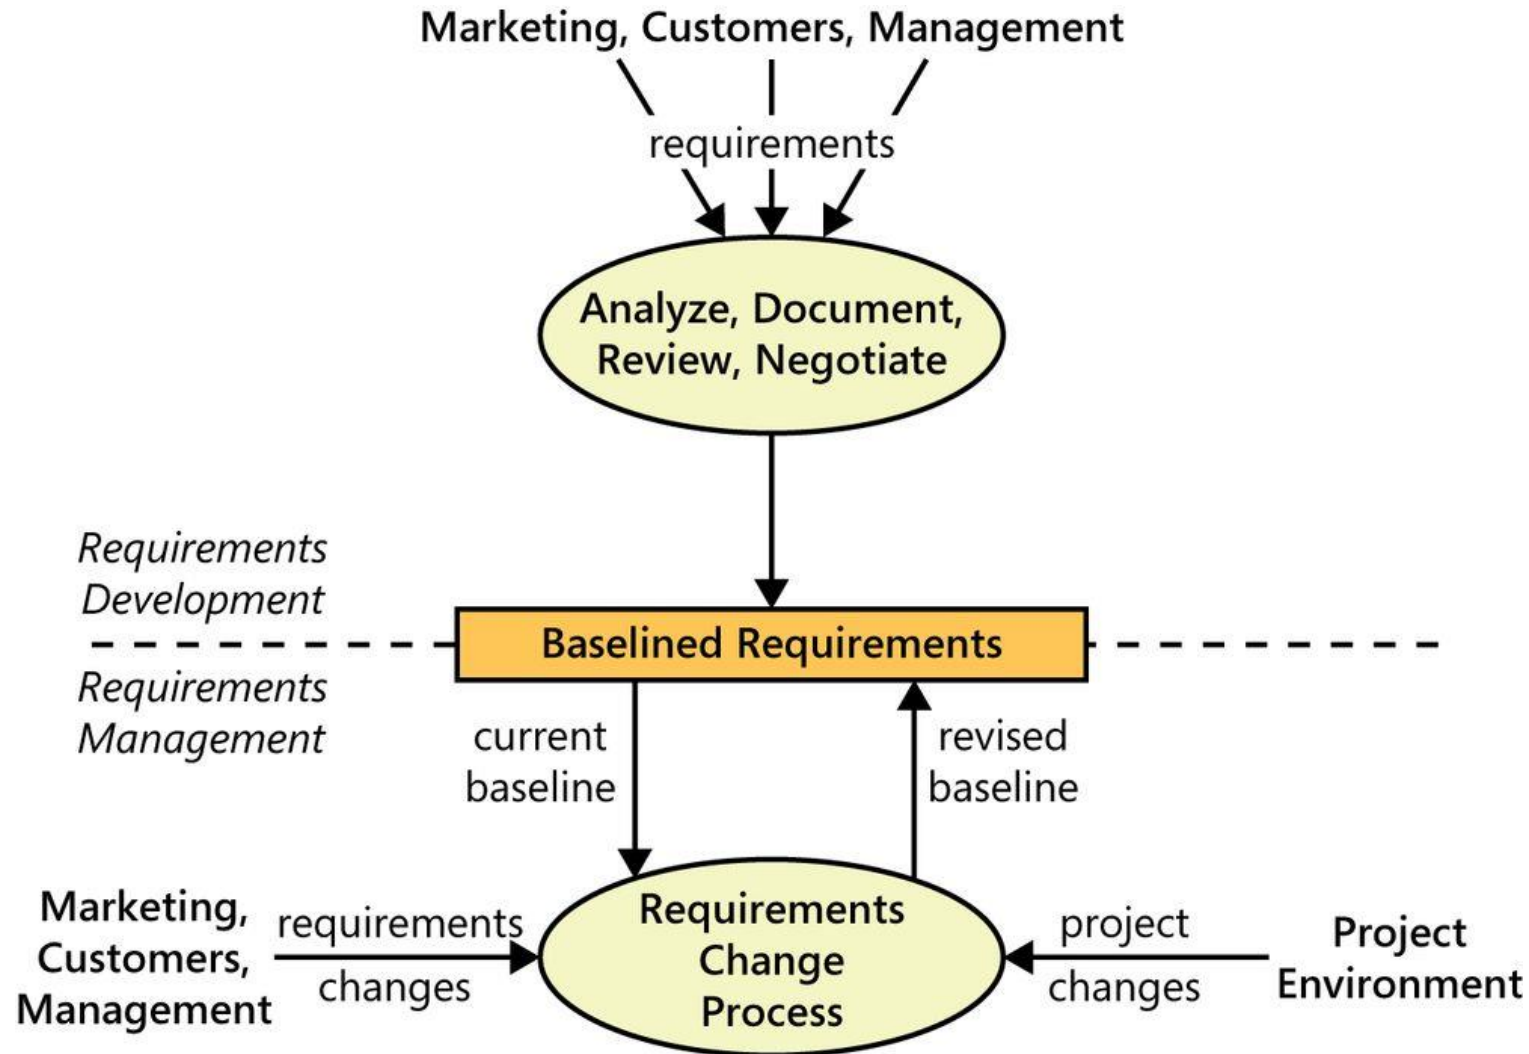 Marketing, Customers, Management
requirements
Analyze, Document,
Review, Negotiate
Requirements
Development
Baselined Requirements
Requirements
Management
current
baseline
revised
baseline
Marketing,
Customers,
Management
requirements
changes
Requirements
Change
Process
project
changes
Project
Environment